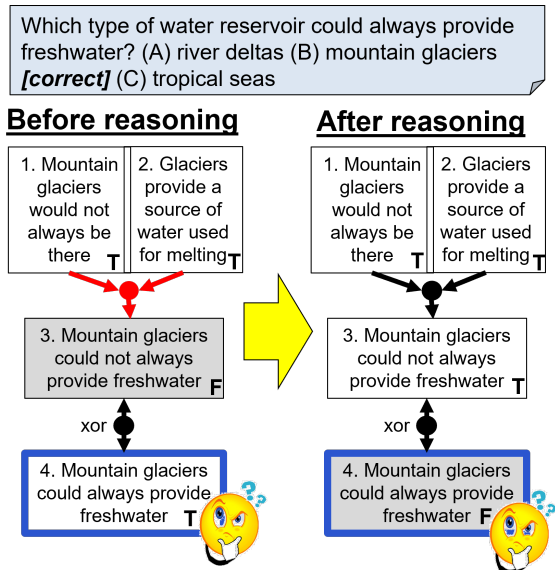 Which type of water reservoir could always provide
freshwater? (A) river deltas (B) mountain glaciers
[correct] (C) tropical seas
Before reasoning
After reasoning
1. Mountain
glaciers
would not
always be
there T
2. Glaciers
provide a
source of
water used
for melting T
3. Mountain glaciers
could not always
provide freshwater F
xor
4. Mountain glaciers
could always provide
freshwater T
1. Mountain
glaciers
would not
always be
there T
2. Glaciers
provide a
source of
water used
for melting T
3. Mountain glaciers
could not always
provide freshwater T
xor
4. Mountain glaciers
could always provide
freshwater F